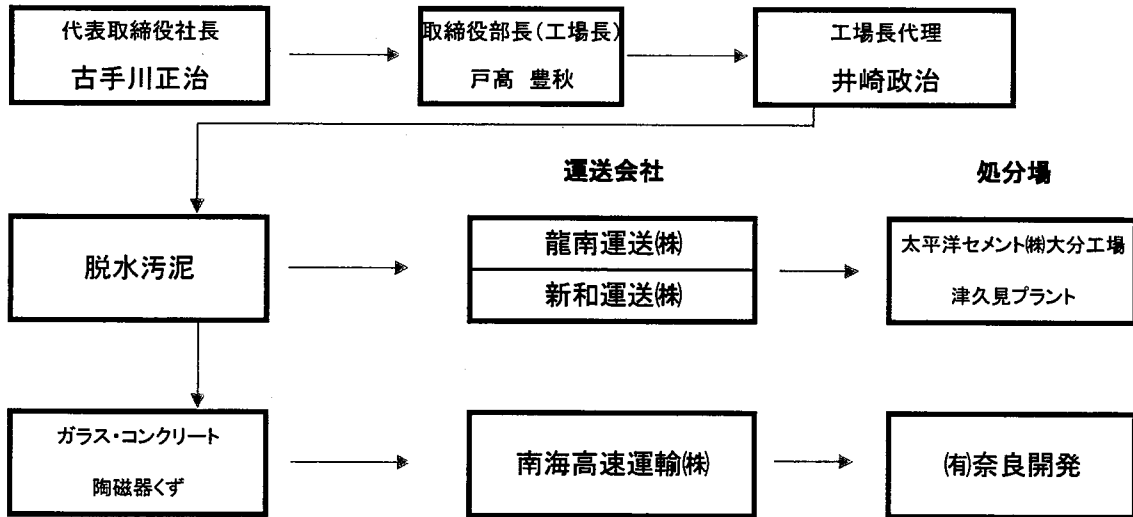 代表取締役社長
古手川正治
取締役部長(工場長)
戸髙 豊秋
工場長代理
井崎政治
運送会社
処分場
脱水汚泥
龍南運送㈱
新和運送㈱
太平洋セメント㈱大分工場
津久見プラント
ガラス・コンクリート
陶磁器くず
南海高速運輸㈱
㈲奈良開発